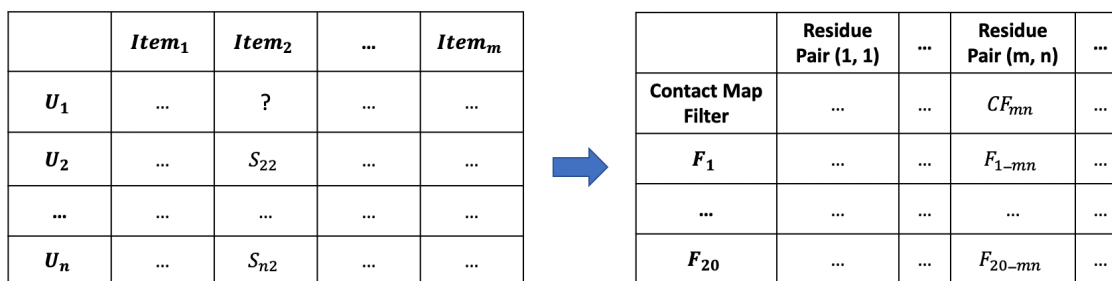 Item₁ Item₂ ... Itemₘ
U₁ ... ? ... ...
U₂ ... S₂₂ ... ...
... ... ... ... ...
Uₙ ... Sₙ₂ ... ...
Residue Pair (1, 1) ... Residue Pair (m, n) ...
Contact Map Filter ... ... CFₘₙ ...
F₁ ... ... F₁₋ₘₙ ...
... ... ... ... ...
F₂₀ ... ... F₂₀₋ₘₙ ...